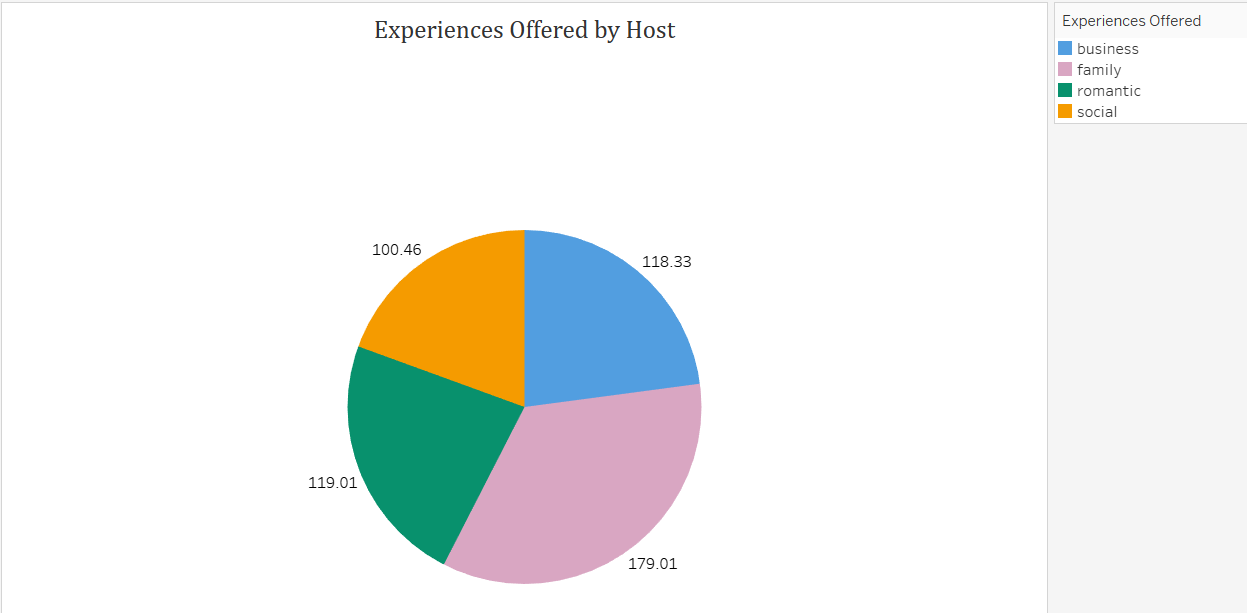 Experiences Offered by Host
Experiences Offered
business
family
romantic
social
100.46
118.33
119.01
179.01